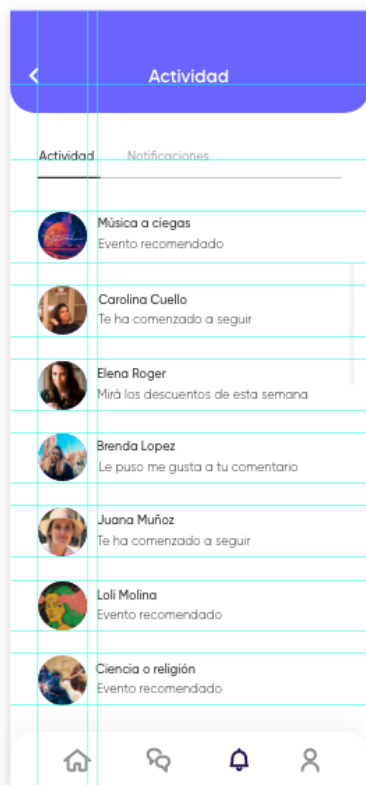 Actividad
Actividad Notificaciones
Música a ciegas
Evento recomendado
Carolina Cuello
Te ha comenzado a seguir
Elena Roger
Mirá los descuentos de esta semana
Brenda Lopez
Le puso me gusta a tu comentario
Juana Muñoz
Te ha comenzado a seguir
Loli Molina
Evento recomendado
Ciencia o religión
Evento recomendado